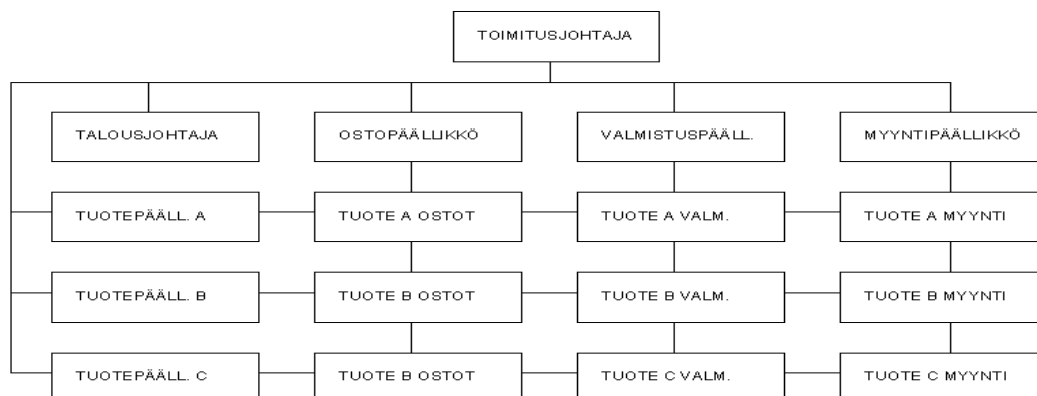 TOIMITUSJOHTAJA
TALOUSJOHTAJA
OSTOPÄÄLLIKKÖ
VALMISTUSPÄÄLL.
MYYNTIPÄÄLLIKKÖ
TUOTEPÄÄLL. A
TUOTE A OSTOT
TUOTE A VALM.
TUOTE A MYYNTI
TUOTEPÄÄLL. B
TUOTE B OSTOT
TUOTE B VALM.
TUOTE B MYYNTI
TUOTEPÄÄLL. C
TUOTE B OSTOT
TUOTE C VALM.
TUOTE C MYYNTI